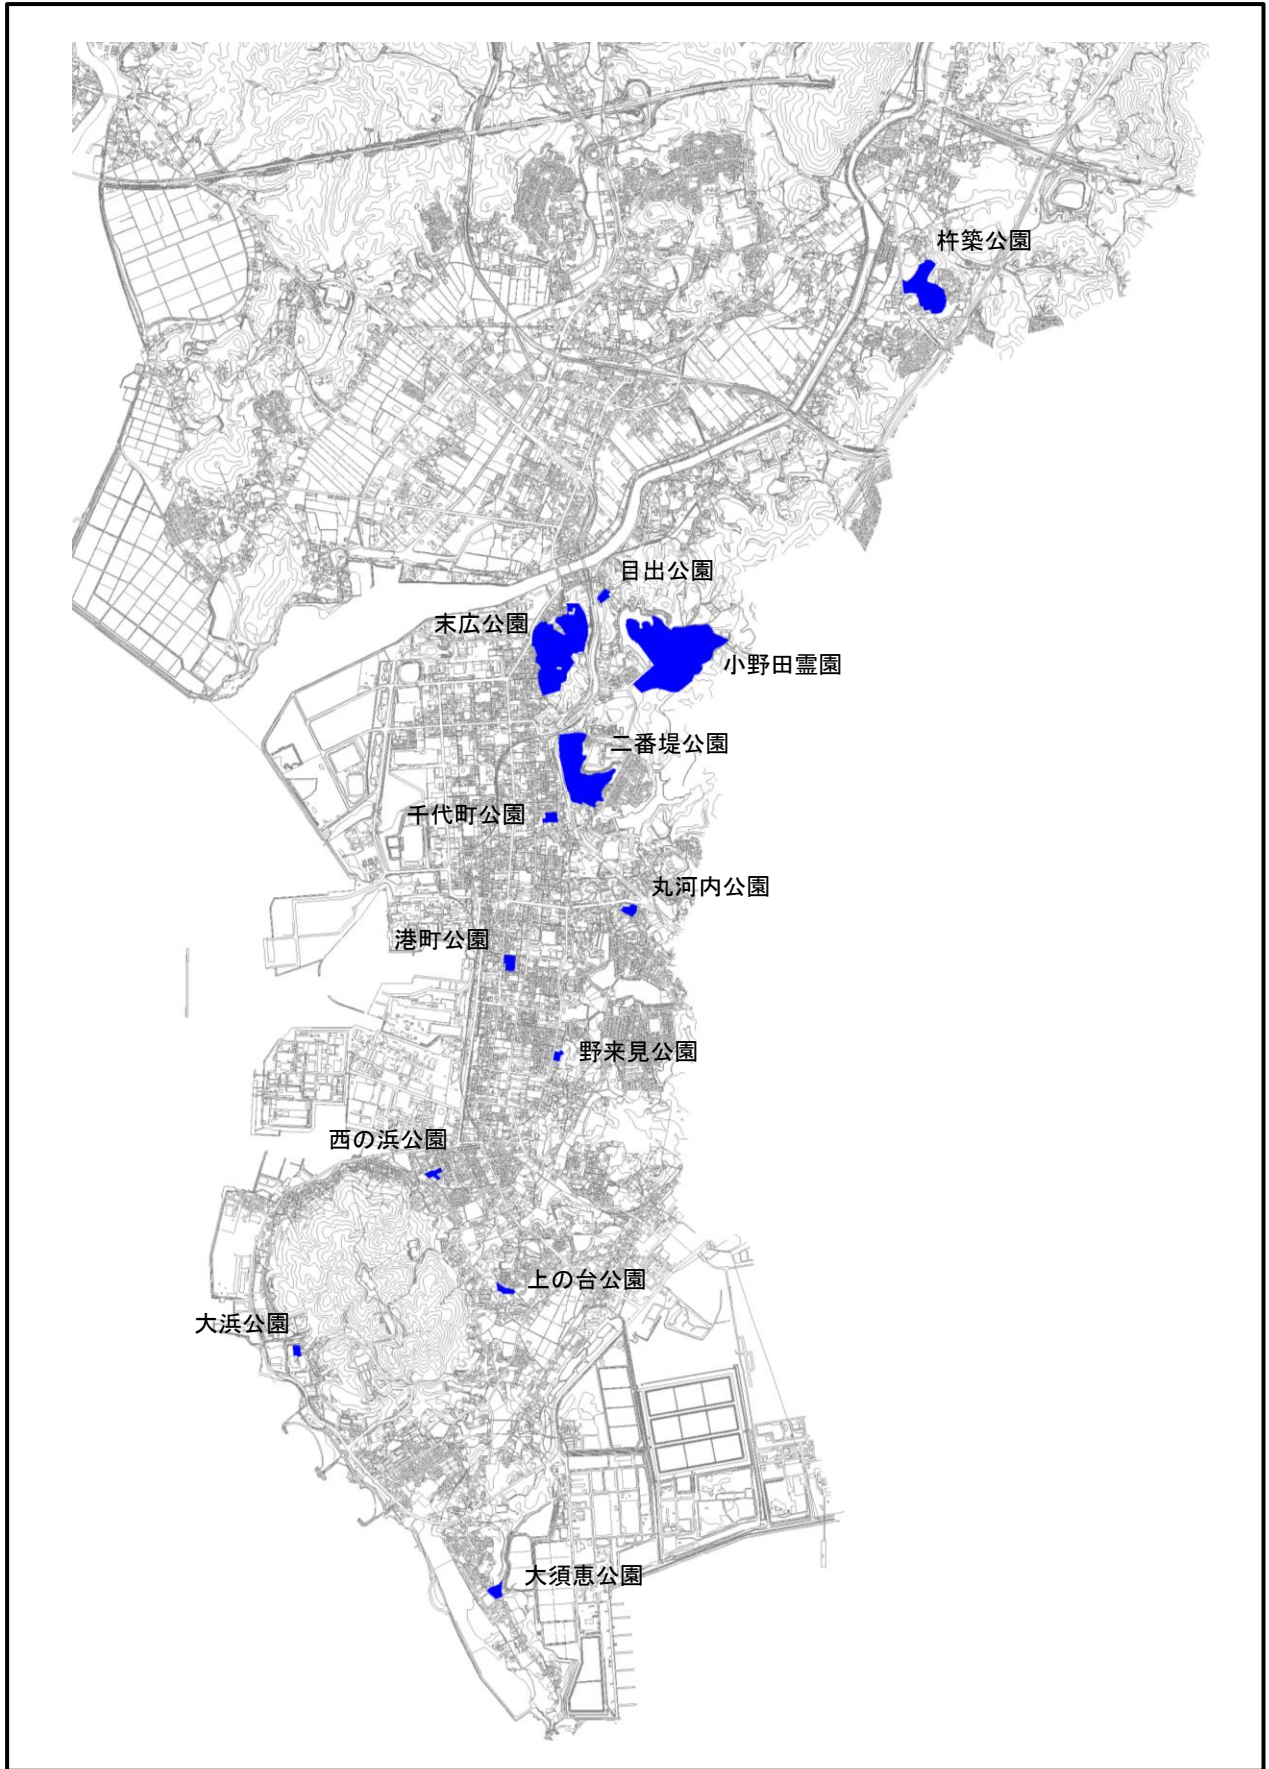 杵築公園
目出公園
末広公園
小野田霊園
二番堤公園
千代町公園
丸河内公園
港町公園
野来見公園
西の浜公園
上の台公園
大浜公園
大須恵公園